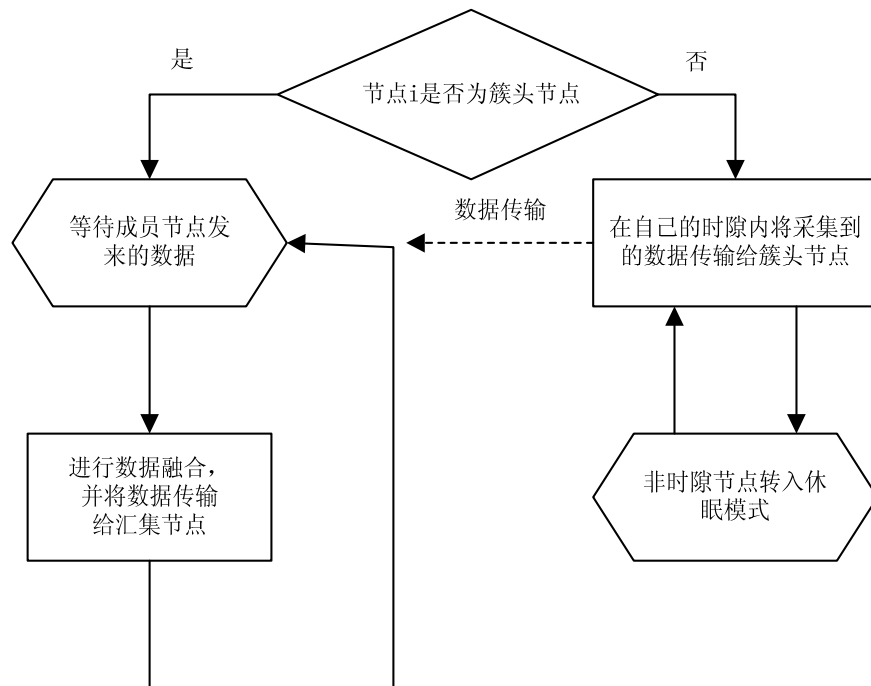 是
否
节点i是否为簇头节点
等待成员节点发
来的数据
数据传输
在自己的时隙内将采集到
的数据传输给簇头节点
进行数据融合，
并将数据传输
给汇集节点
非时隙节点转入休
眠模式